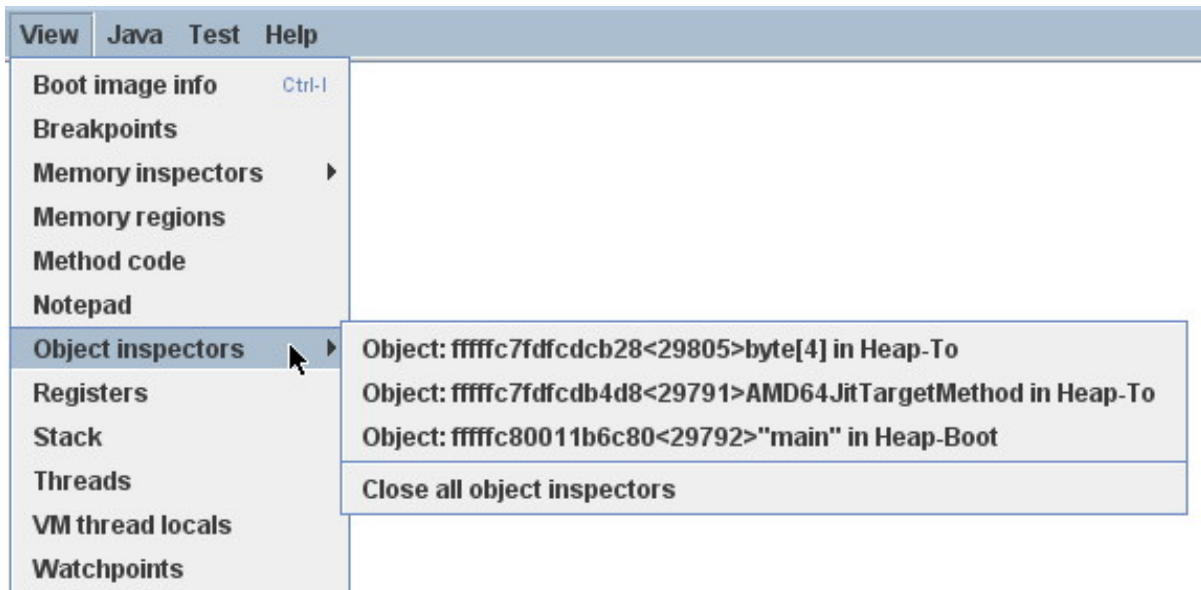 View Java Test Help
Boot image info Ctrl-I
Breakpoints
Memory inspectors
Memory regions
Method code
Notepad
Object inspectors
Object: fffffc7fdfcdcb28<29805>byte[4] in Heap-To
Object: fffffc7fdfcdb4d8<29791>AMD64JitTargetMethod in Heap-To
Object: fffffc80011b6c80<29792>"main" in Heap-Boot
Close all object inspectors
Registers
Stack
Threads
VM thread locals
Watchpoints